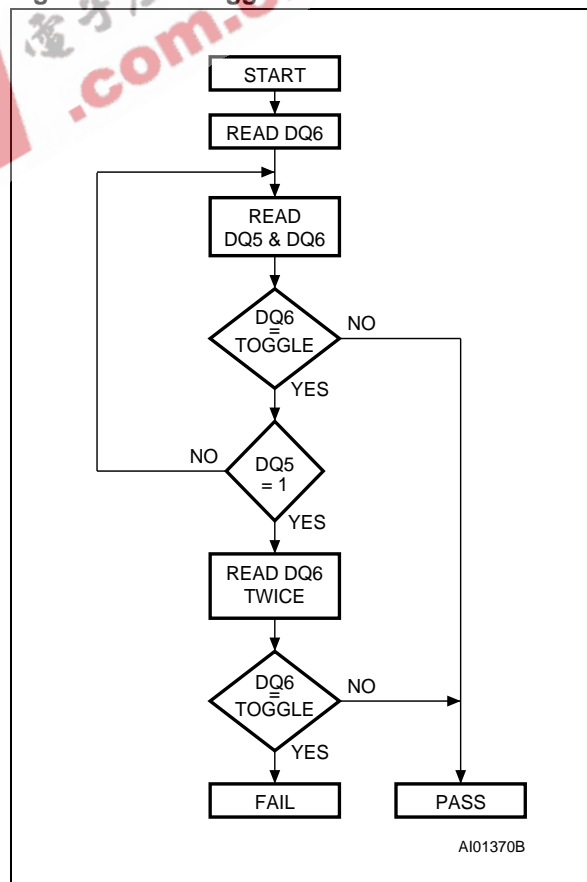 START
READ DQ6
READ
DQ5 & DQ6
DQ6
=
TOGGLE
NO
YES
NO
DQ5
= 1
YES
READ DQ6
TWICE
DQ6
=
TOGGLE
NO
YES
FAIL
PASS
AI01370B
.com.